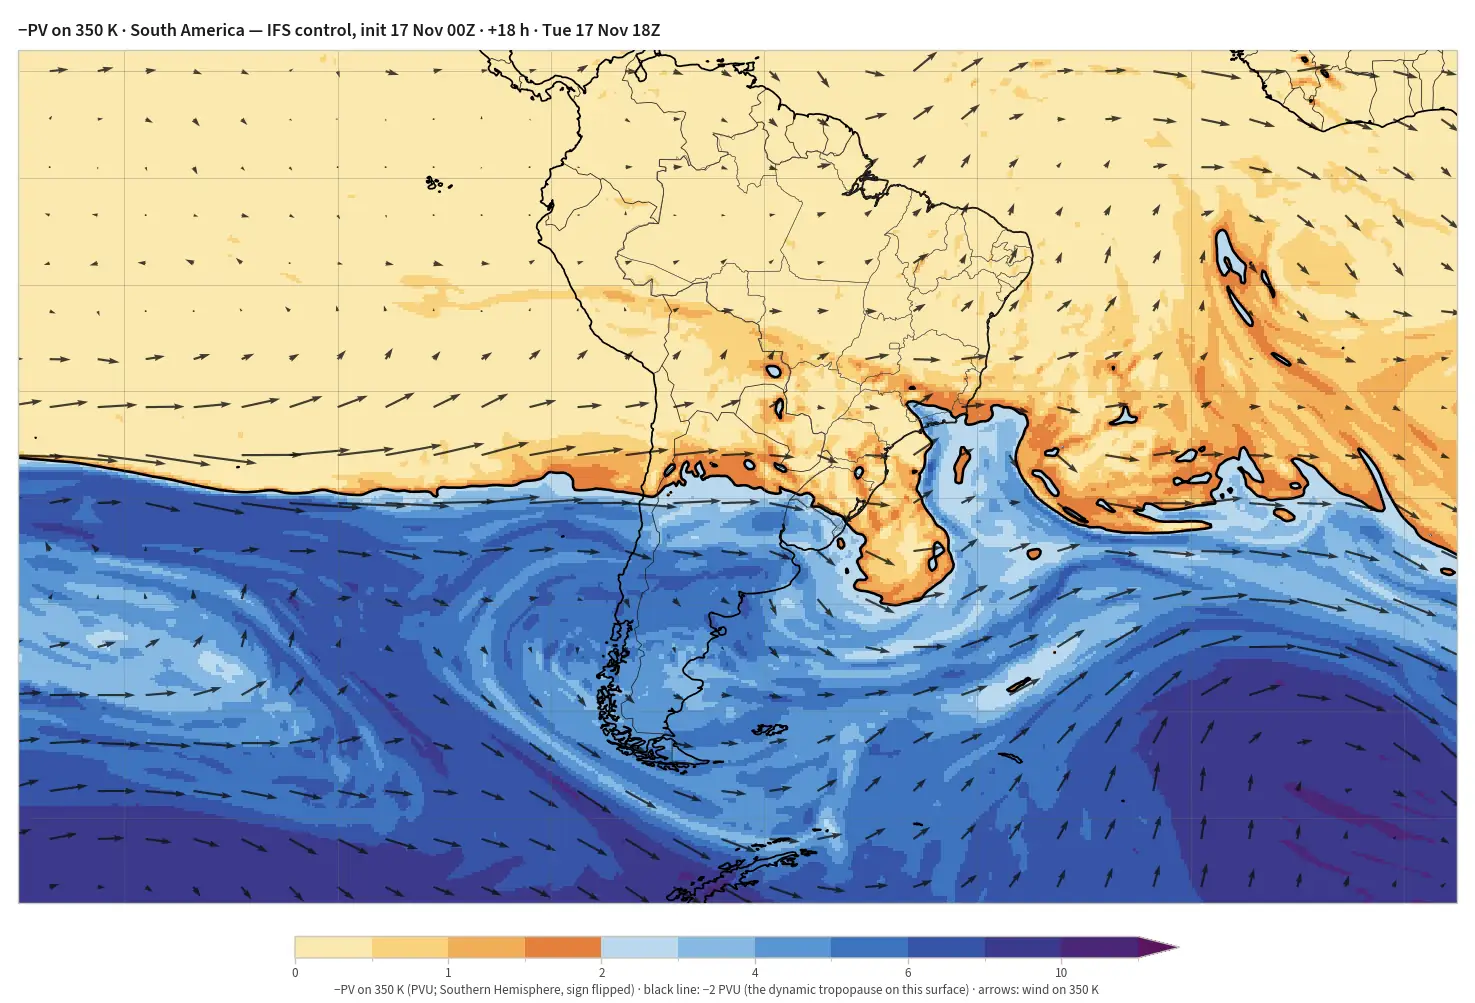 −PV on 350 K · South America — IFS control, init 17 Nov 00Z · +18 h · Tue 17 Nov 18Z
0 1 2 4 6 10
−PV on 350 K (PVU; Southern Hemisphere, sign flipped) · black line: −2 PVU (the dynamic tropopause on this surface) · arrows: wind on 350 K